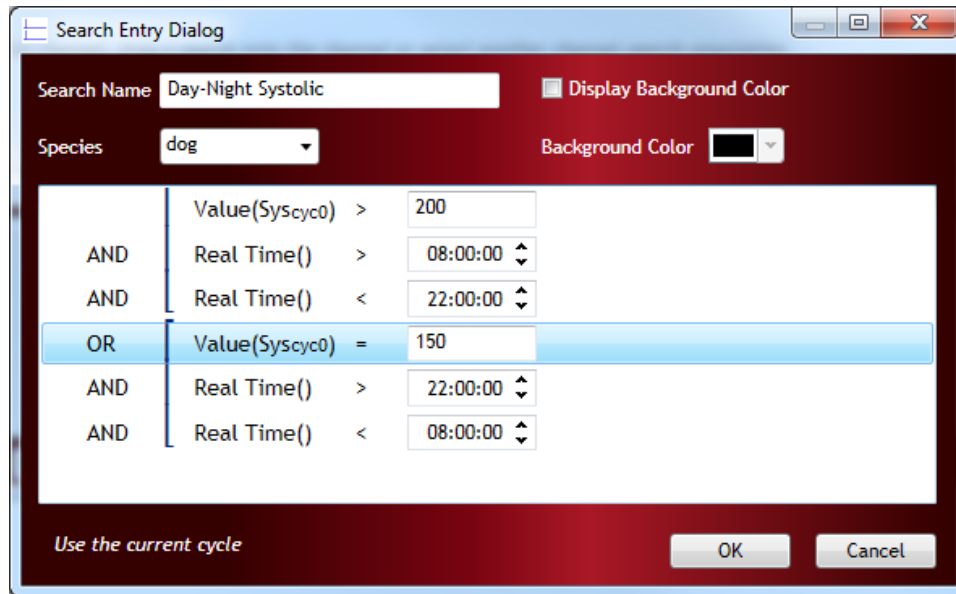 Search Entry Dialog
Search Name Day-Night Systolic Display Background Color
Species dog Background Color
Value(Syscyc0) > 200
AND Real Time() > 08:00:00
AND Real Time() < 22:00:00
OR Value(Syscyc0) = 150
AND Real Time() > 22:00:00
AND Real Time() < 08:00:00
Use the current cycle OK Cancel